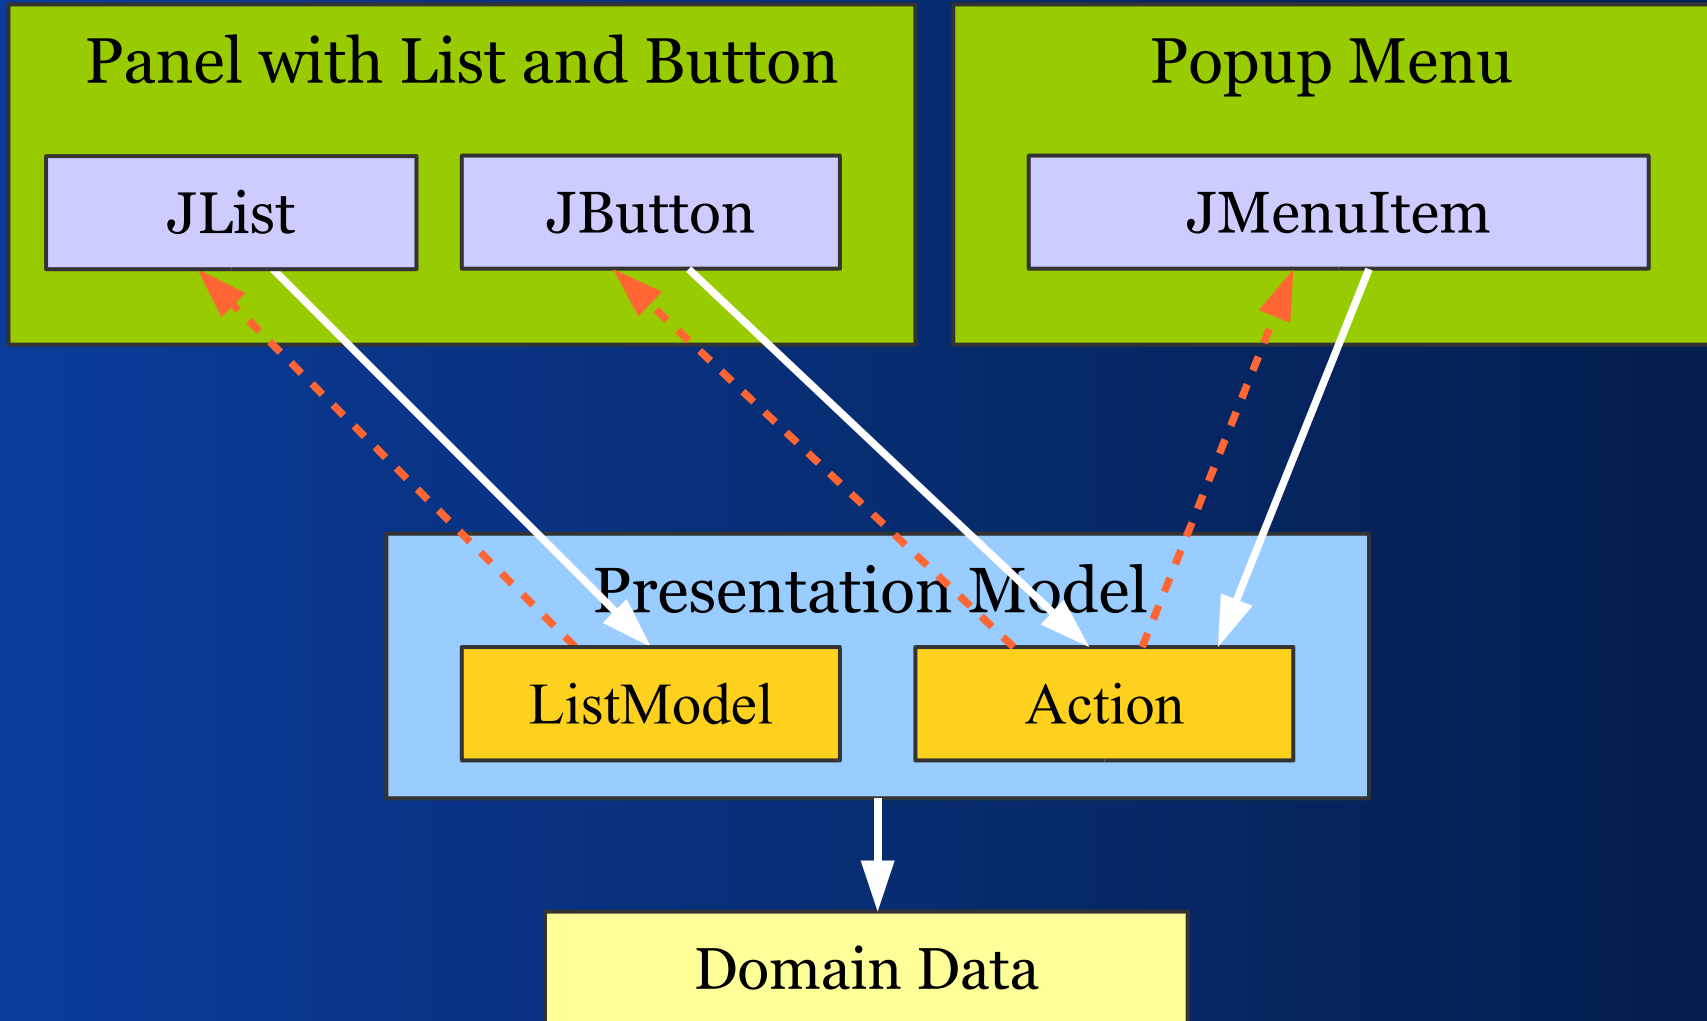 Panel with List and Button
Popup Menu
JList
JButton
JMenuItem
Presentation Model
ListModel
Action
Domain Data